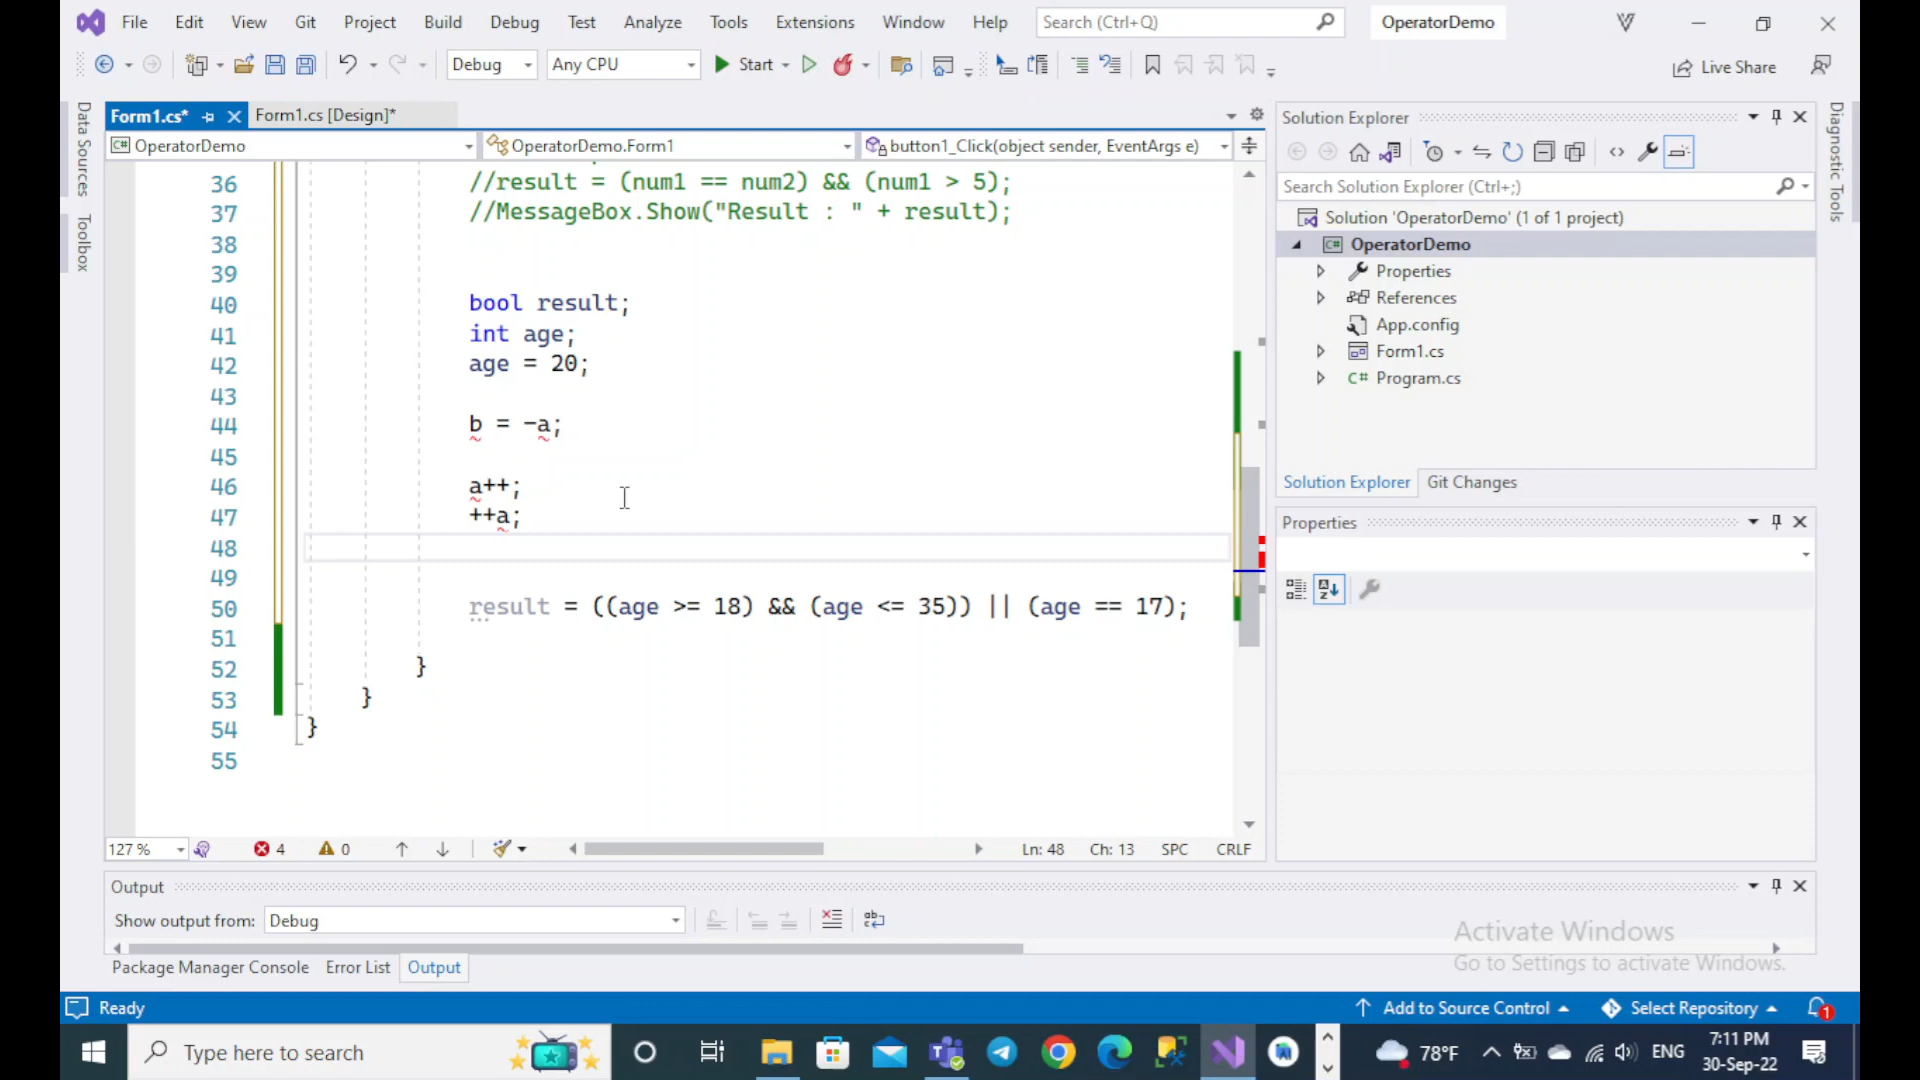 File Edit View Git Project Build Debug Test Analyze Tools Extensions Window Help Search (Ctrl+Q) OperatorDemo
Debug Any CPU Start Live Share
Data Sources
Toolbox
Form1.cs* Form1.cs [Design]*
C# OperatorDemo OperatorDemo.Form1 button1_Click(object sender, EventArgs e)
36 //result = (num1 == num2) && (num1 > 5);
37 //MessageBox.Show("Result : " + result);
38
39
40 bool result;
41 int age;
42 age = 20;
43
44 b = -a;
45
46 a++;
47 ++a;
48
49
50 result = ((age >= 18) && (age <= 35)) || (age == 17);
51
52 }
53 }
54 }
55
127 % 4 0 Ln: 48 Ch: 13 SPC CRLF
Solution Explorer
Search Solution Explorer (Ctrl+;)
Solution 'OperatorDemo' (1 of 1 project)
C# OperatorDemo
Properties
References
App.config
Form1.cs
C# Program.cs
Solution Explorer Git Changes
Properties
Diagnostic Tools
Output
Show output from: Debug
Package Manager Console Error List Output
Activate Windows
Go to Settings to activate Windows.
Ready Add to Source Control Select Repository 1
Type here to search 78°F ENG 7:11 PM
30-Sep-22